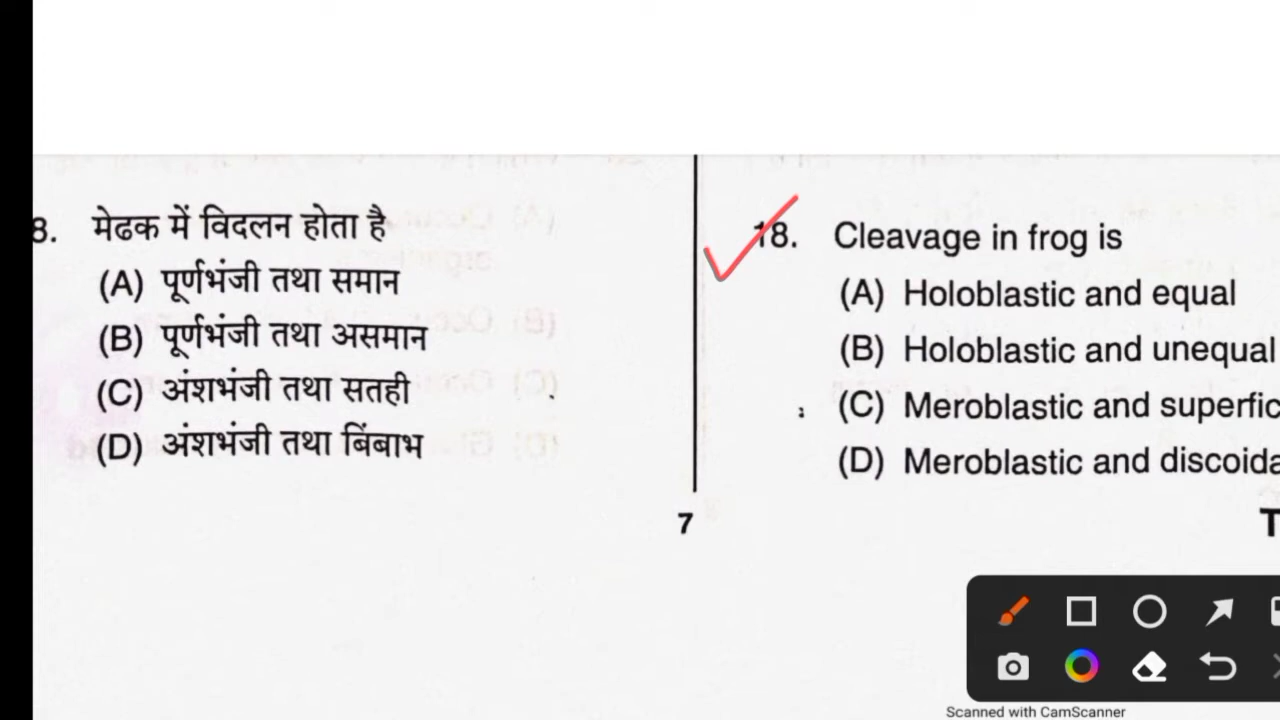 8. मेढक में विदलन होता है
(A) पूर्णभंजी तथा समान
(B) पूर्णभंजी तथा असमान
(C) अंशभंजी तथा सतही
(D) अंशभंजी तथा बिंबाभ
18. Cleavage in frog is
(A) Holoblastic and equal
(B) Holoblastic and unequal
(C) Meroblastic and superfic
(D) Meroblastic and discoida
7
T
Scanned with CamScanner